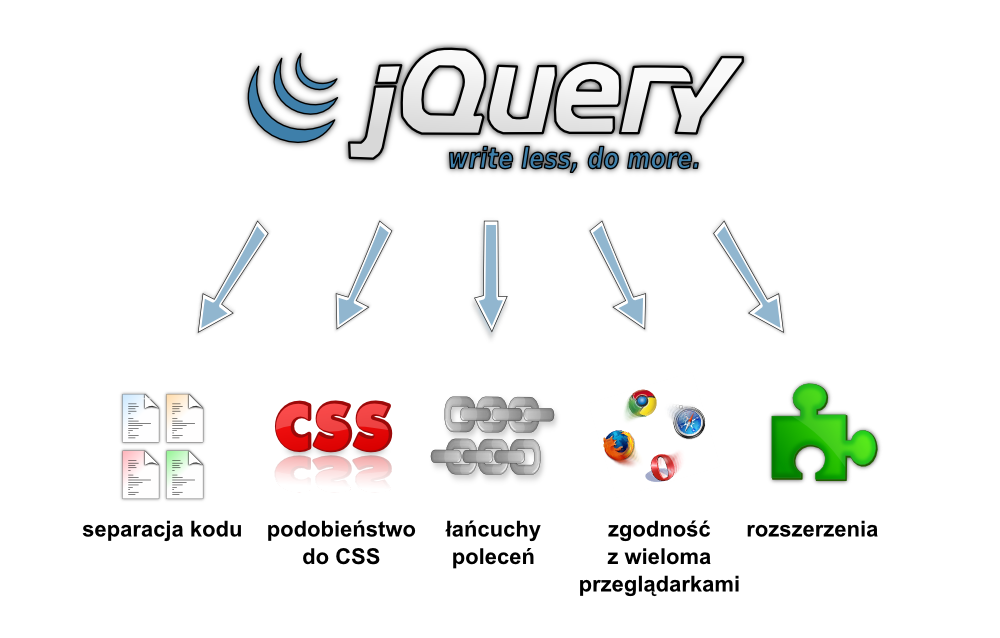 jQuery
write less, do more.
CSS
separacja kodu
podobieństwo
do CSS
łańcuchy
poleceń
zgodność
z wieloma
przeglądarkami
rozszerzenia